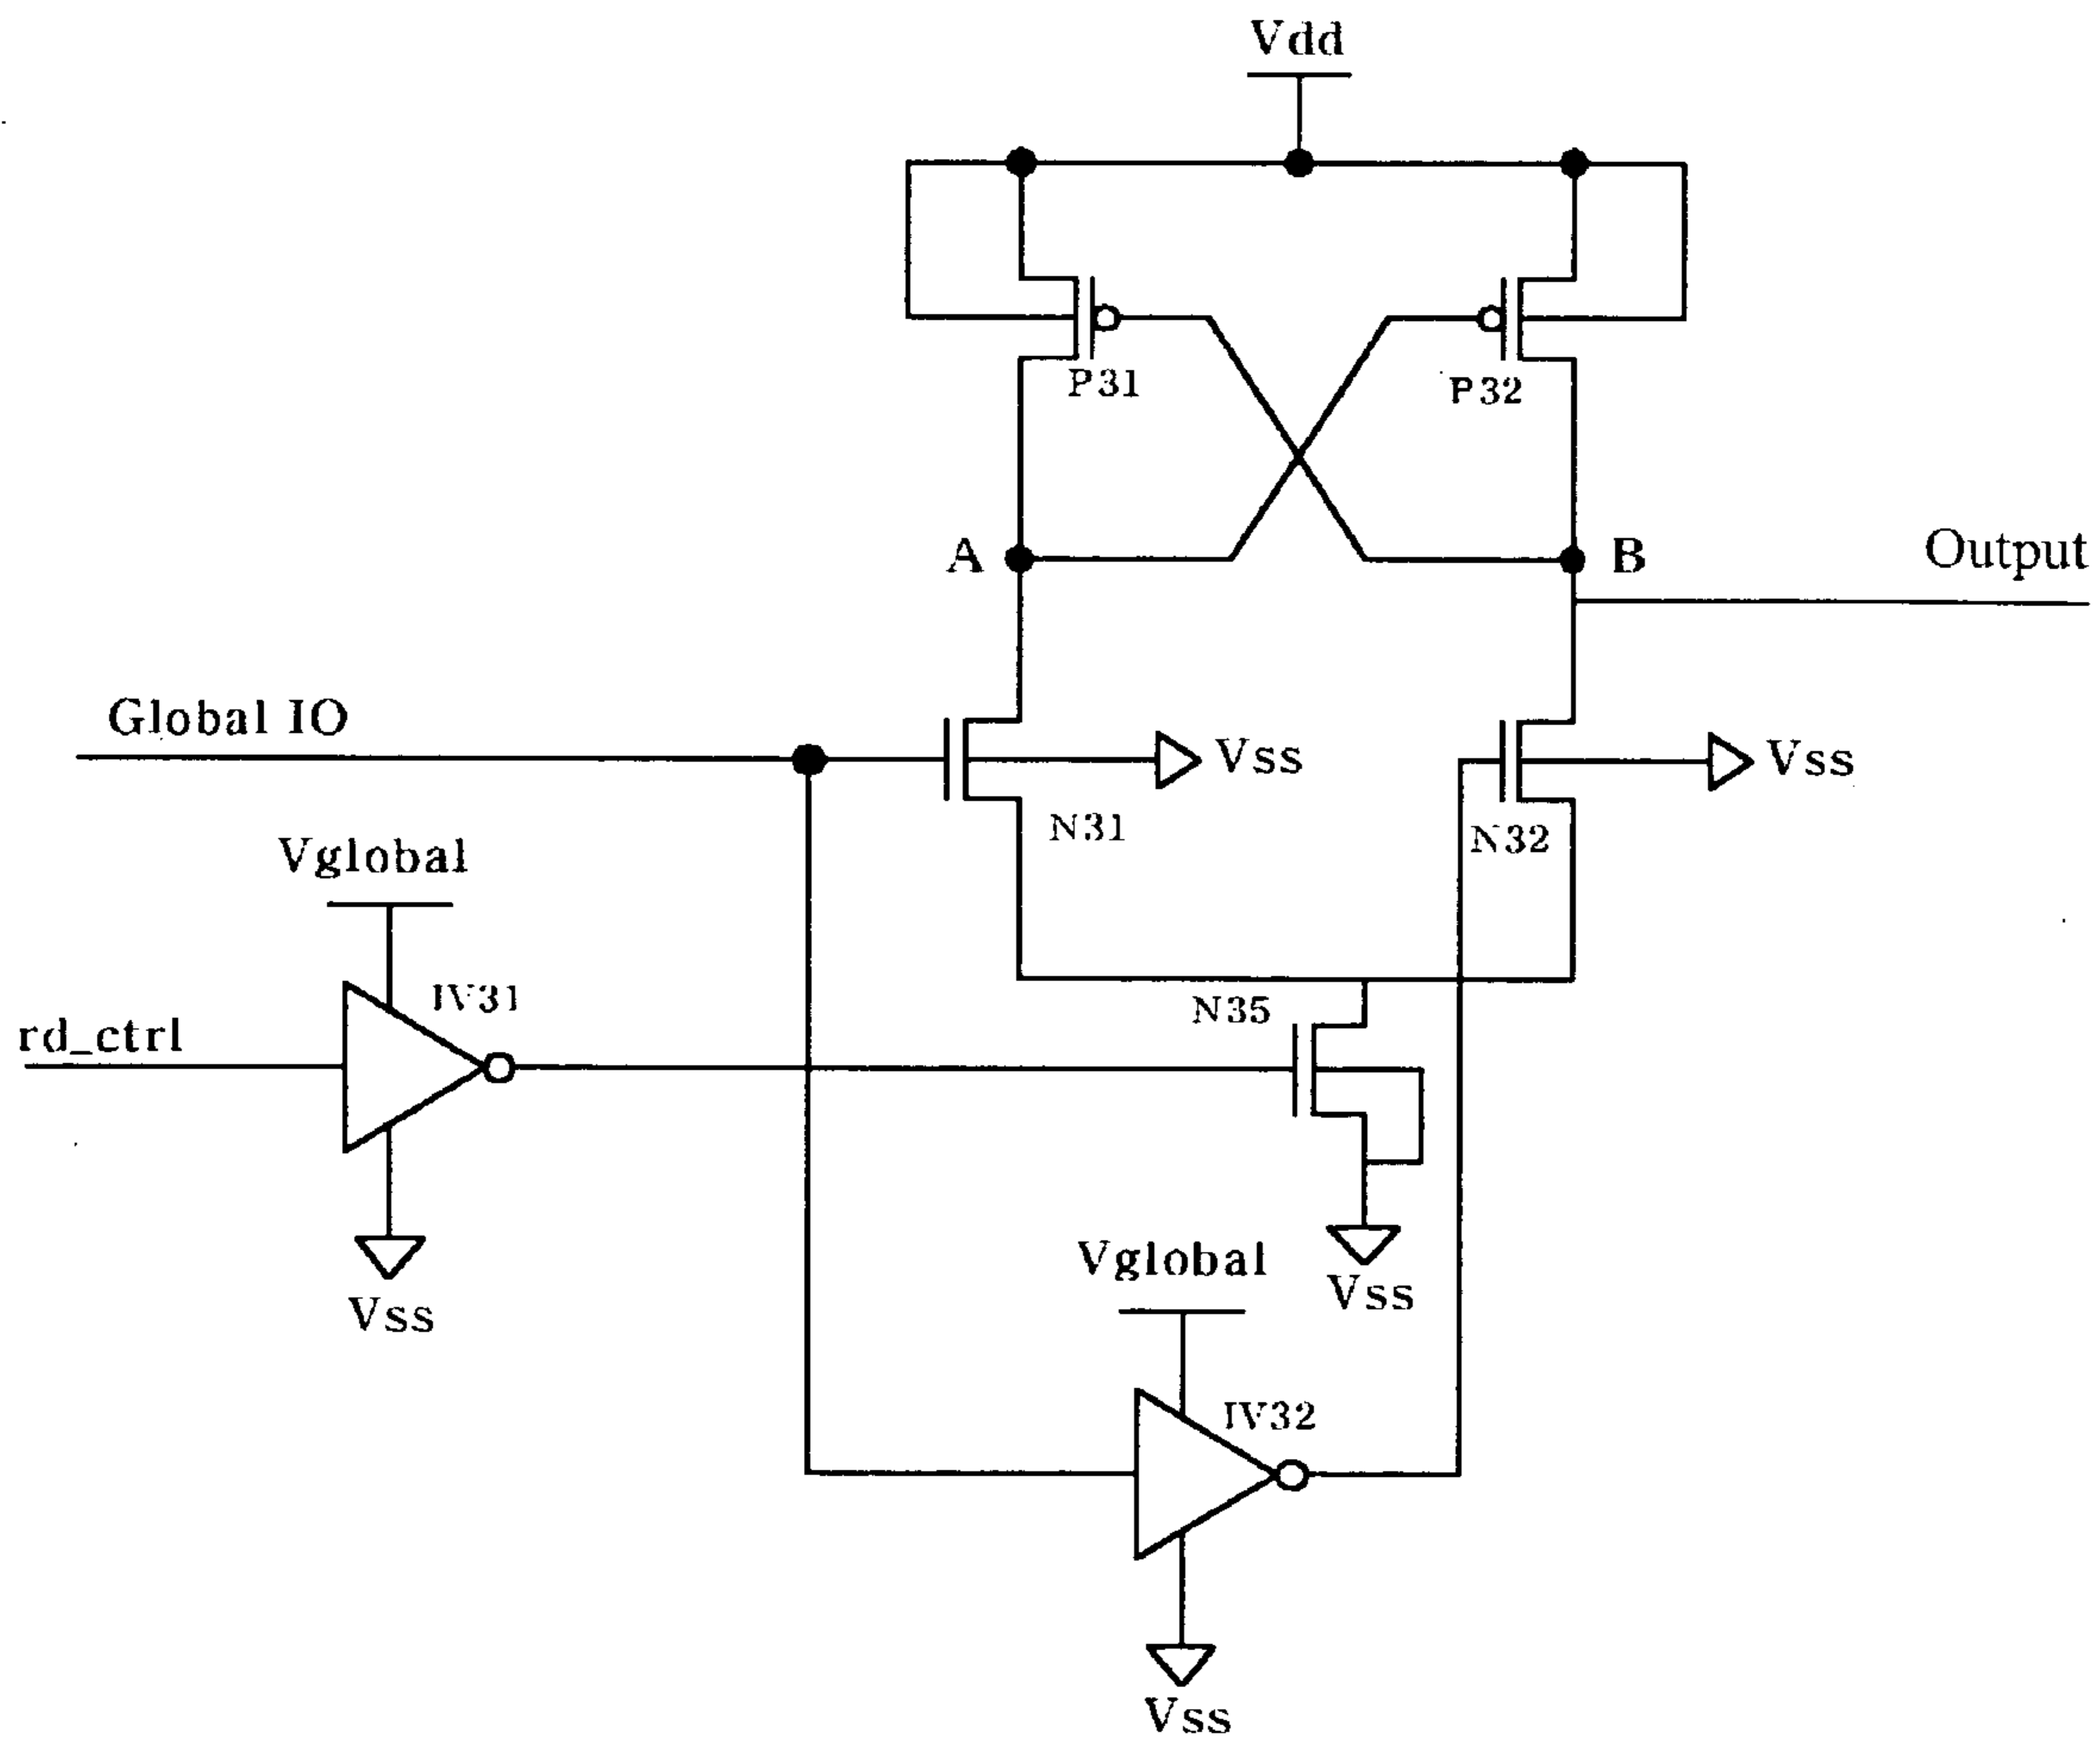 Vdd
P31
P32
A
B
Output
Global IO
Vss
Vss
N31
N32
Vglobal
IV31
N35
rd_ctrl
Vglobal
Vss
Vss
IV32
Vss